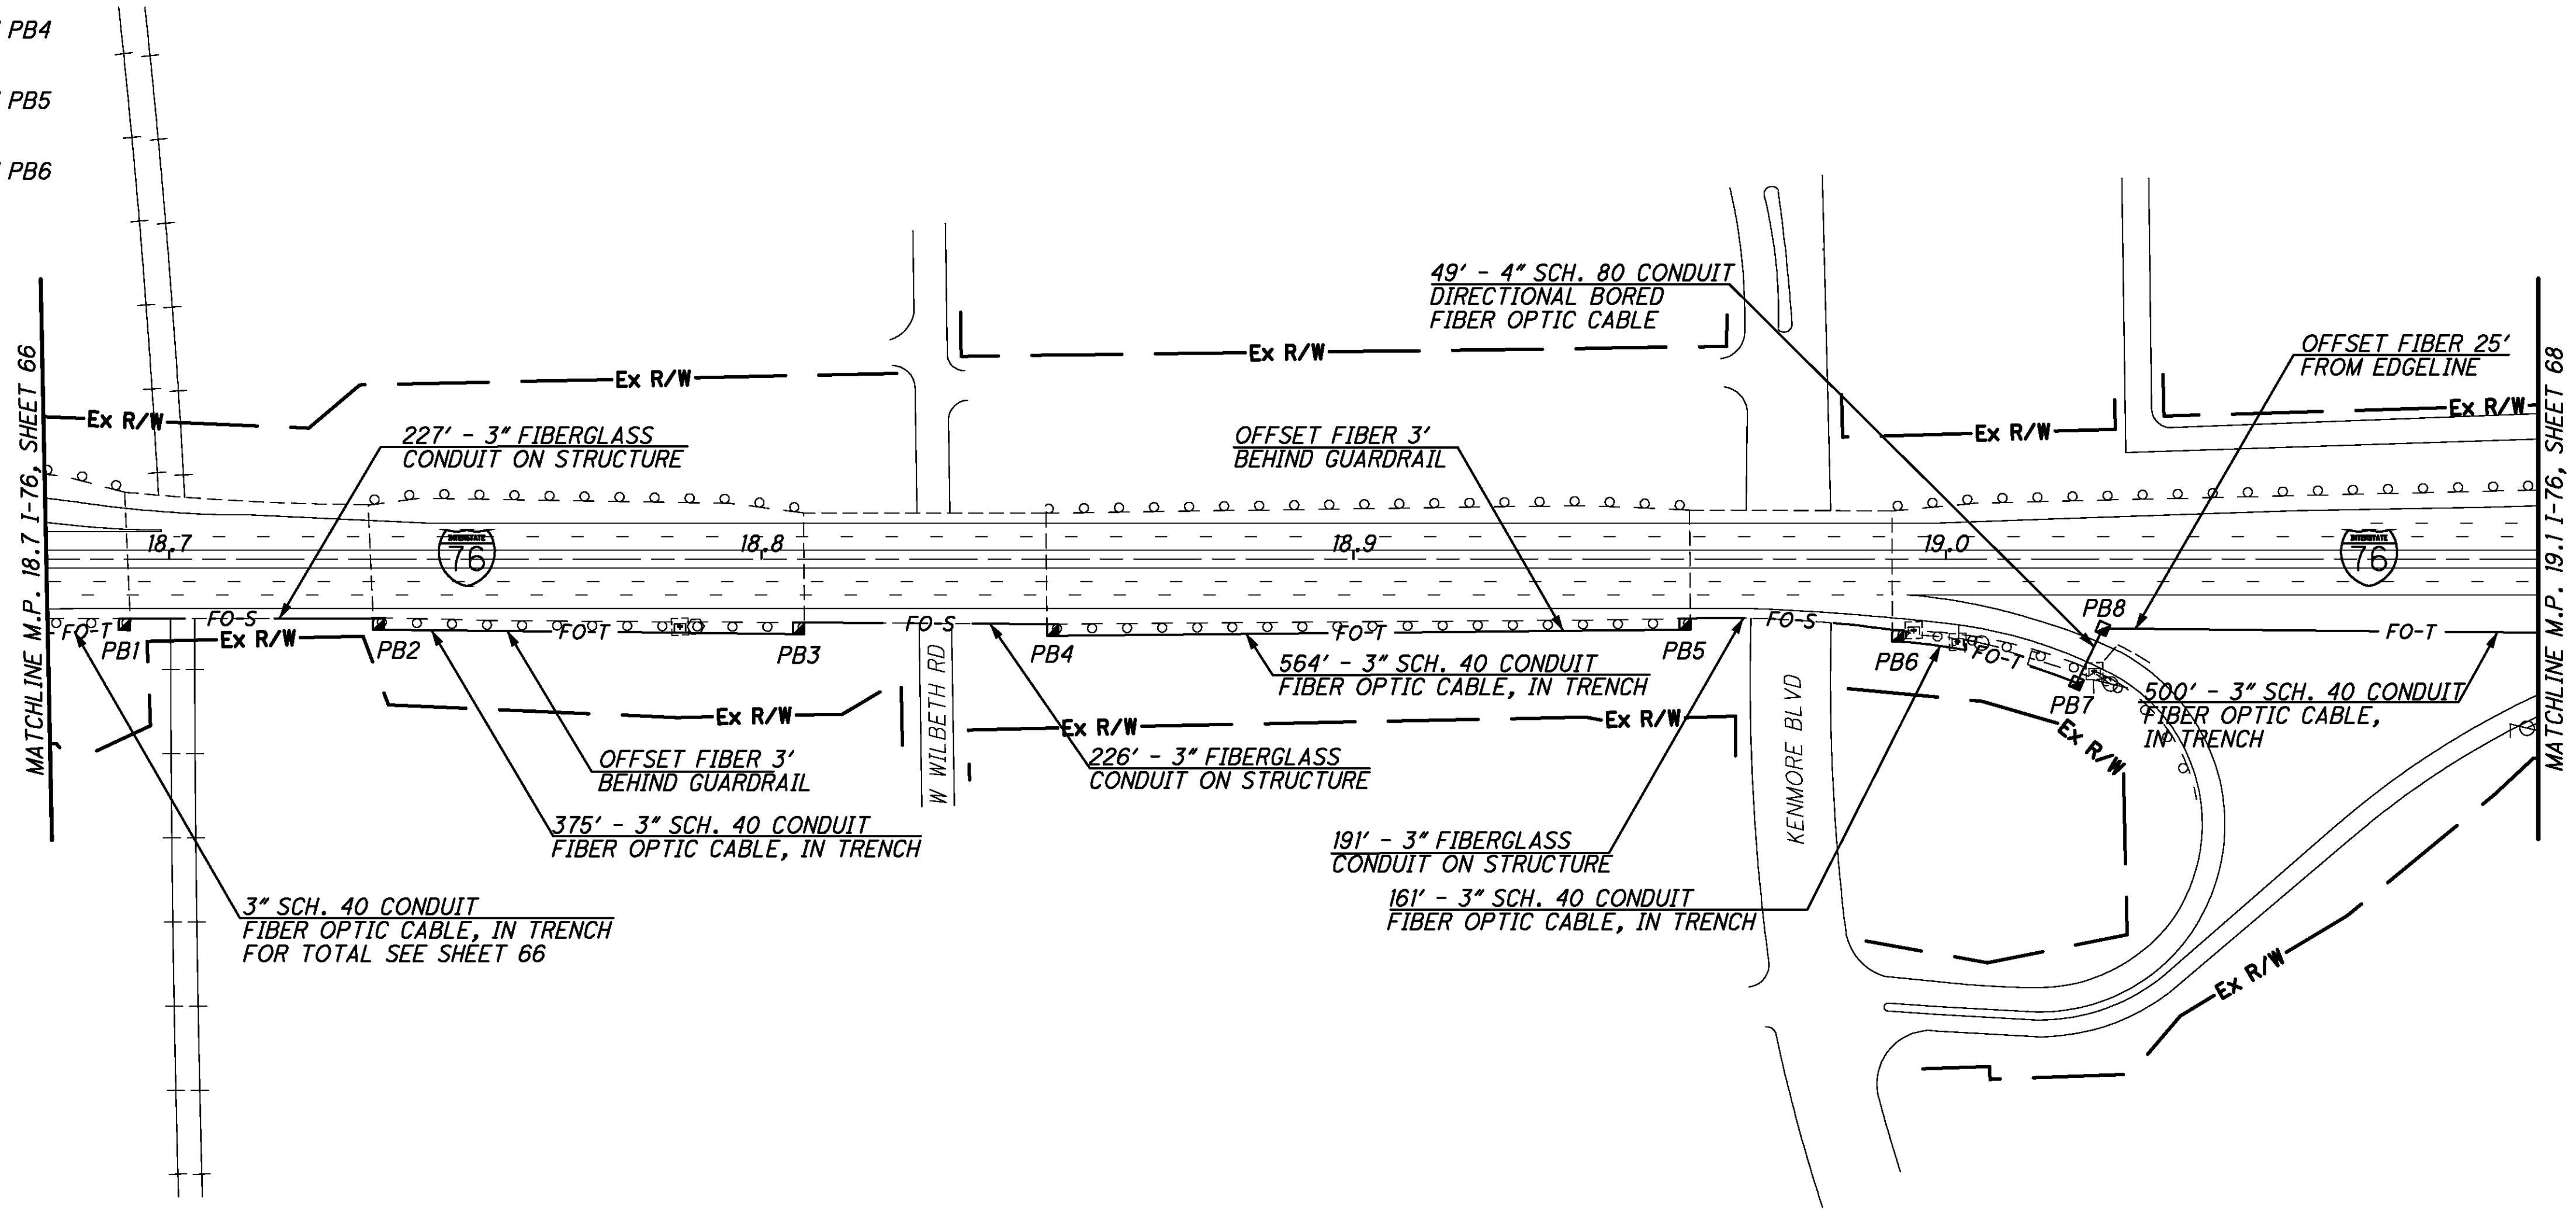 PB4
PB5
PB6
49' - 4" SCH. 80 CONDUIT
DIRECTIONAL BORED
FIBER OPTIC CABLE
OFFSET FIBER 25'
FROM EDGELINE
MATCHLINE M.P. 18.7 I-76, SHEET 66
MATCHLINE M.P. 19.1 I-76, SHEET 68
Ex R/W
Ex R/W
Ex R/W
Ex R/W
Ex R/W
227' - 3" FIBERGLASS
CONDUIT ON STRUCTURE
OFFSET FIBER 3'
BEHIND GUARDRAIL
18.7
INTERSTATE
76
18.8
18.9
19.0
INTERSTATE
76
FO-T
PB1
FO-S
Ex R/W
PB2
FO-T
PB3
FO-S
PB4
FO-T
PB5
FO-S
PB6
FO-T
PB7
PB8
FO-T
W WILBETH RD
KENMORE BLVD
564' - 3" SCH. 40 CONDUIT
FIBER OPTIC CABLE, IN TRENCH
500' - 3" SCH. 40 CONDUIT
FIBER OPTIC CABLE,
IN TRENCH
Ex R/W
Ex R/W
Ex R/W
Ex R/W
OFFSET FIBER 3'
BEHIND GUARDRAIL
226' - 3" FIBERGLASS
CONDUIT ON STRUCTURE
375' - 3" SCH. 40 CONDUIT
FIBER OPTIC CABLE, IN TRENCH
191' - 3" FIBERGLASS
CONDUIT ON STRUCTURE
161' - 3" SCH. 40 CONDUIT
FIBER OPTIC CABLE, IN TRENCH
3" SCH. 40 CONDUIT
FIBER OPTIC CABLE, IN TRENCH
FOR TOTAL SEE SHEET 66
Ex R/W